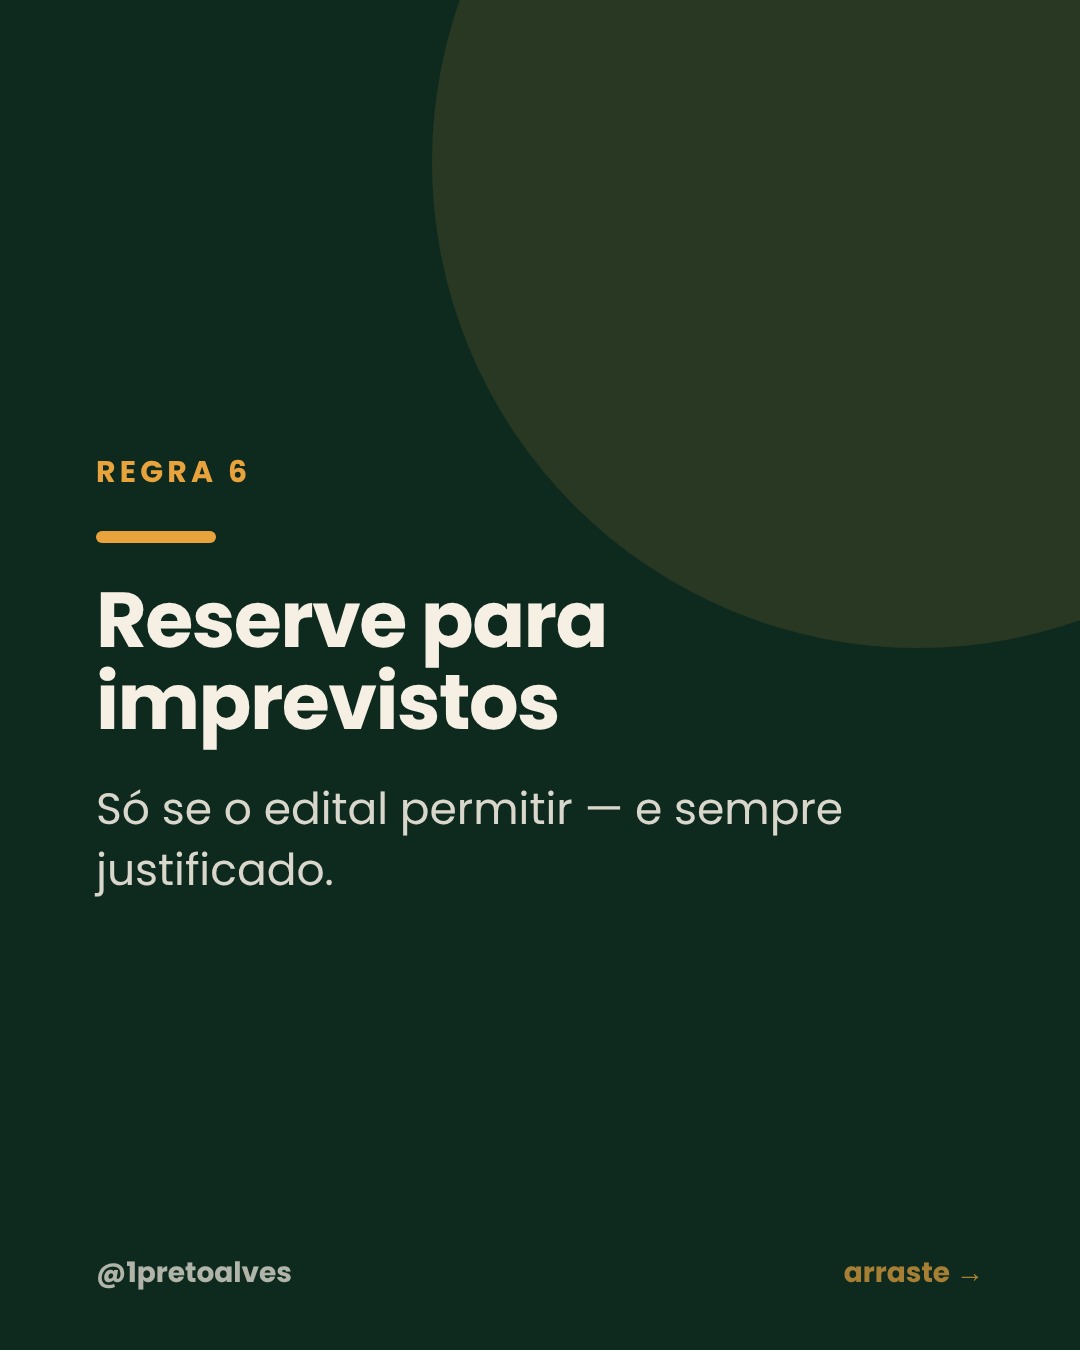 REGRA 6
Reserve para
imprevistos
Só se o edital permitir — e sempre
justificado.
@1pretoalves
arraste →